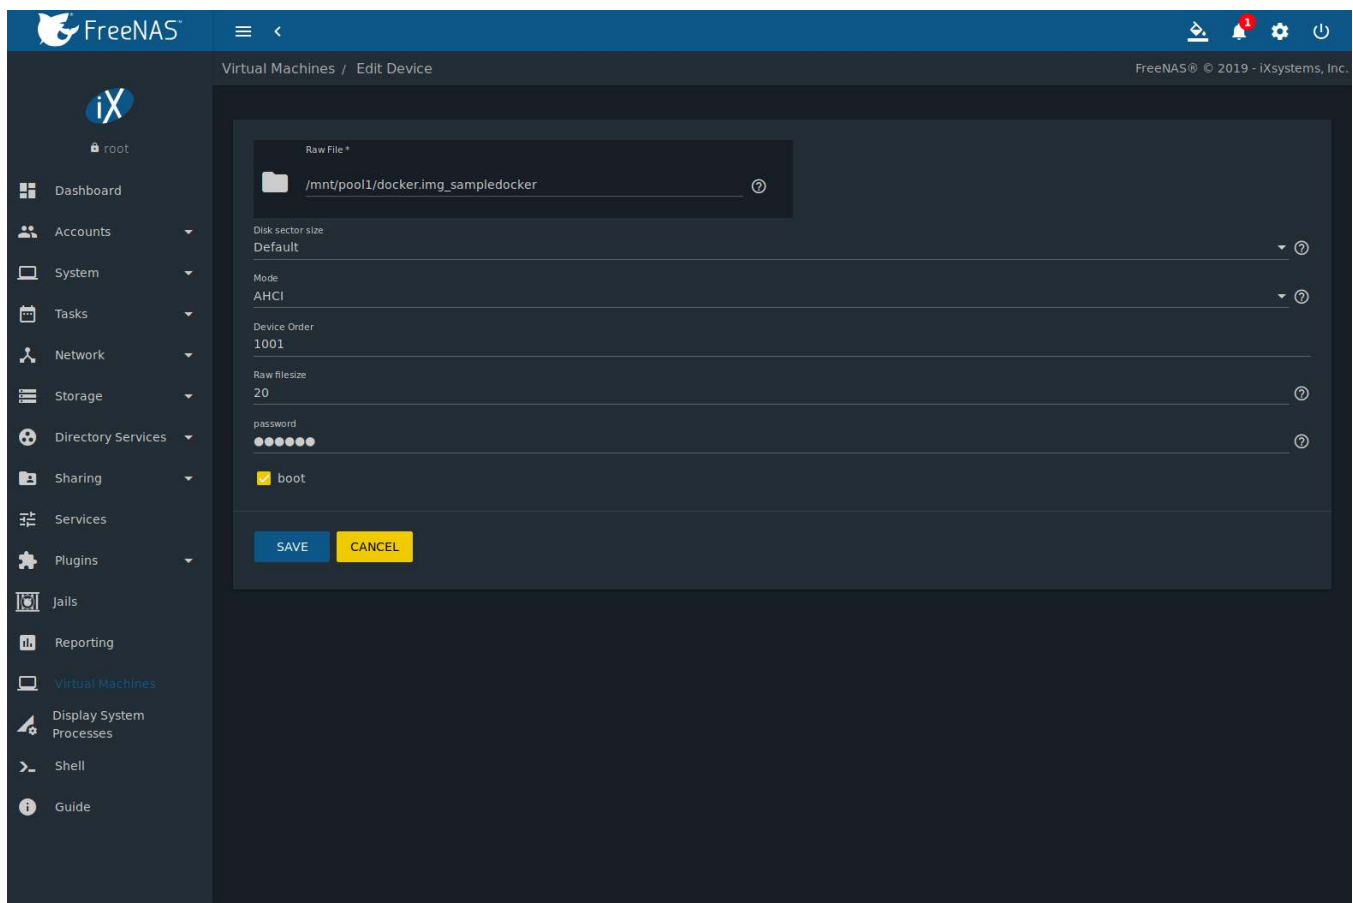 FreeNAS™
1
Virtual Machines / Edit Device
FreeNAS® © 2019 - iXsystems, Inc.
iX
root
Dashboard
Accounts
System
Tasks
Network
Storage
Directory Services
Sharing
Services
Plugins
Jails
Reporting
Virtual Machines
Display System
Processes
Shell
Guide
Raw File *
/mnt/pool1/docker.img_sampledocker
Disk sector size
Default
Mode
AHCI
Device Order
1001
Raw filesize
20
password
●●●●●●
boot
SAVE
CANCEL